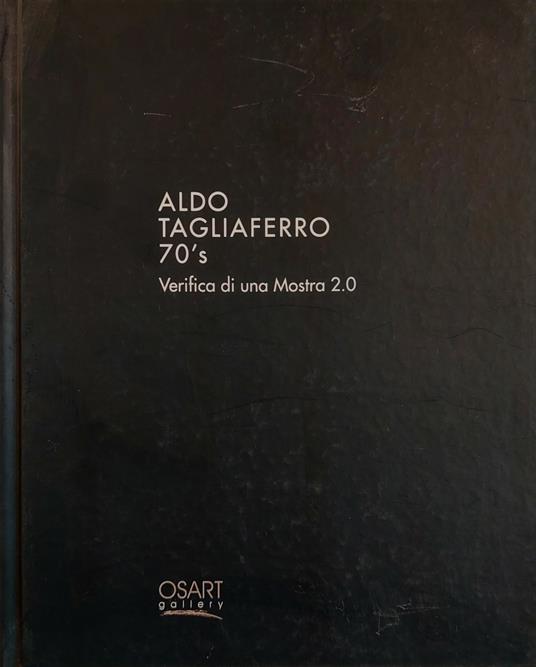 ALDO
TAGLIAFERRO
70's
Verifica di una Mostra 2.0
OSART
gallery